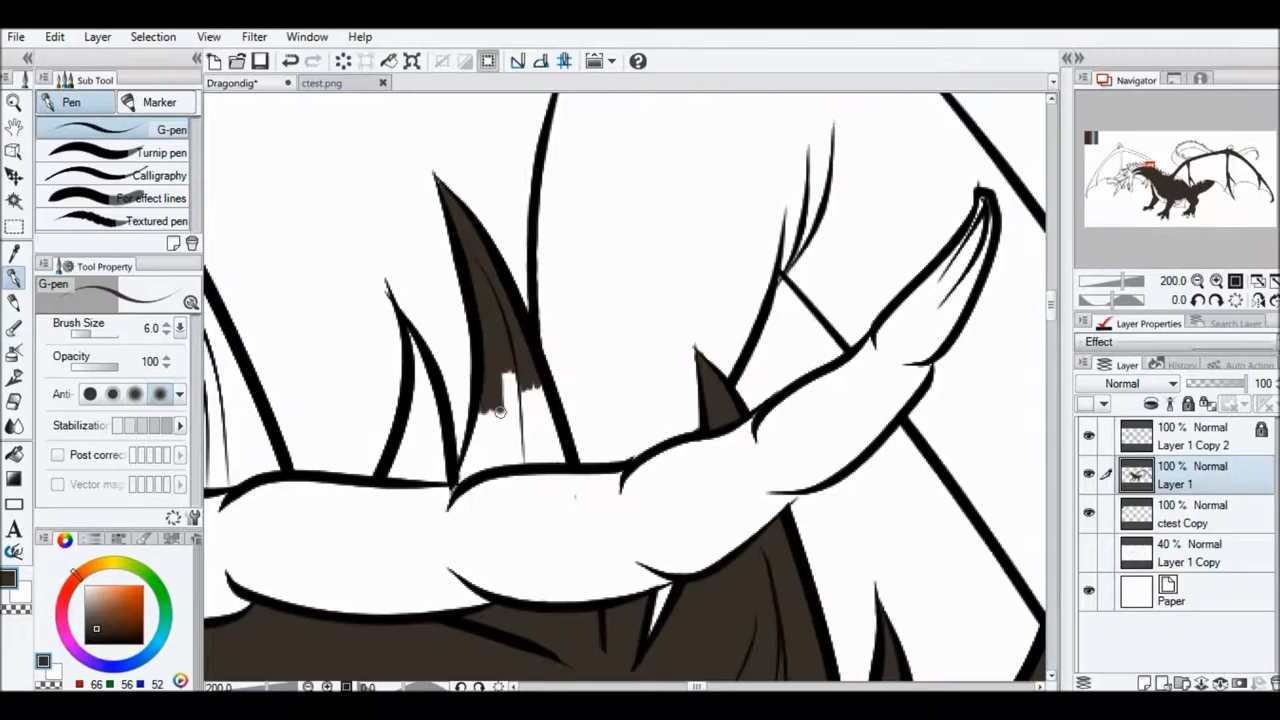 File Edit Layer Selection View Filter Window Help
Sub Tool
Pen Marker
G-pen
Turnip pen
Calligraphy
For effect lines
Textured pen
Tool Property
G-pen
Brush Size 6.0
Opacity 100
Anti-
Stabilization
Post correc
Vector mag
66 56 52
Dragondig* ctest.png
200.0 0.0
Navigator
200.0
0.0
Layer Properties Search Layer
Effect
Layer History Auto Action
Normal 100
100 % Normal
Layer 1 Copy 2
100 % Normal
Layer 1
100 % Normal
ctest Copy
40 % Normal
Layer 1 Copy
Paper